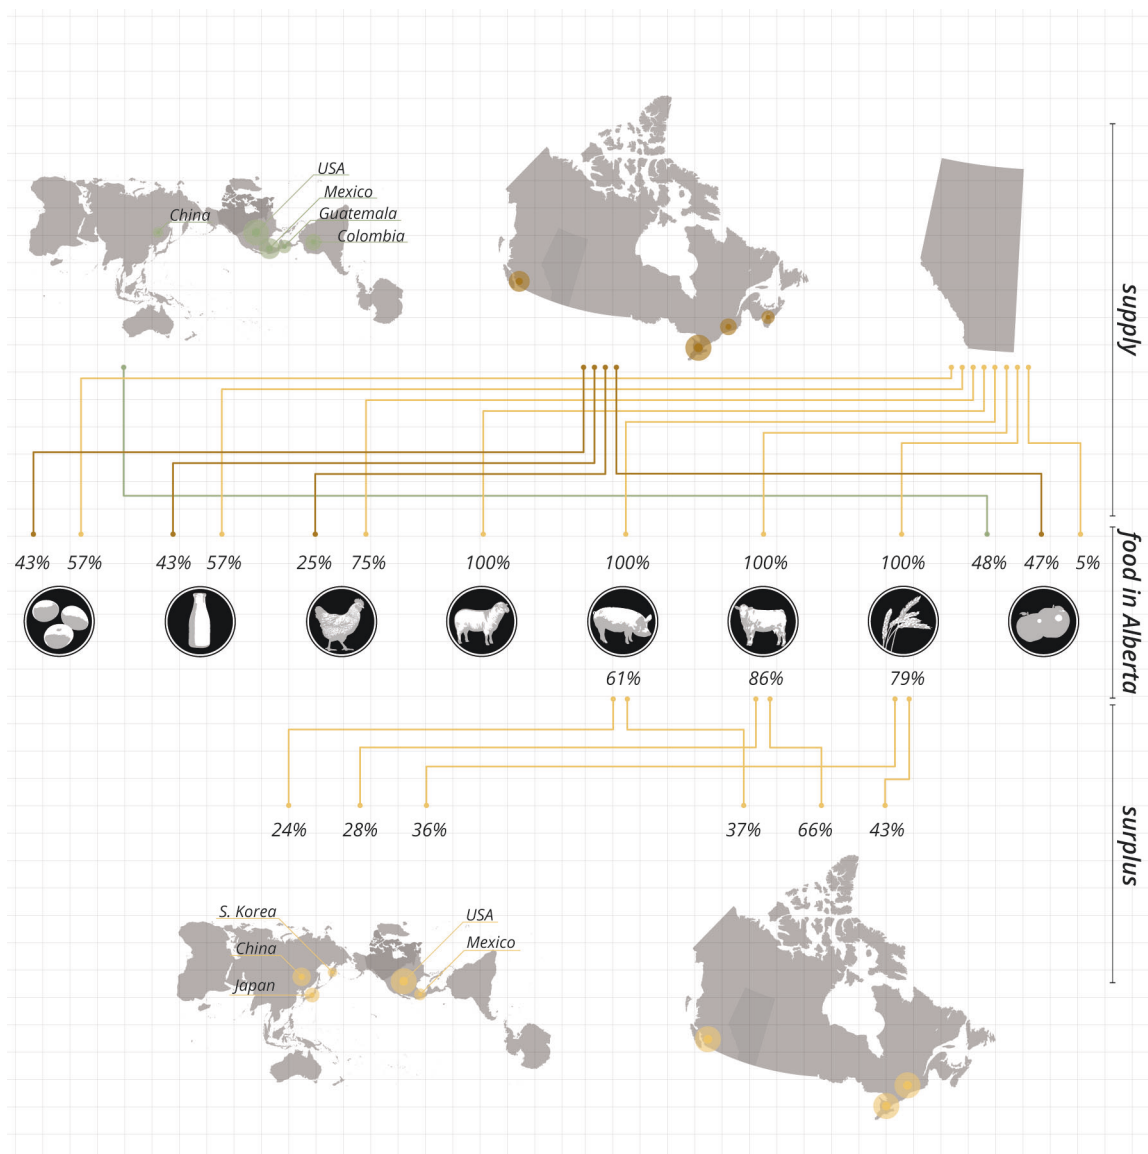 USA
Mexico
Guatemala
China
Colombia
supply
43% 57% 43% 57% 25% 75% 100% 100% 100% 100% 48% 47% 5%
food in Alberta
61% 86% 79%
24% 28% 36% 37% 66% 43%
surplus
S. Korea
USA
China
Mexico
Japan